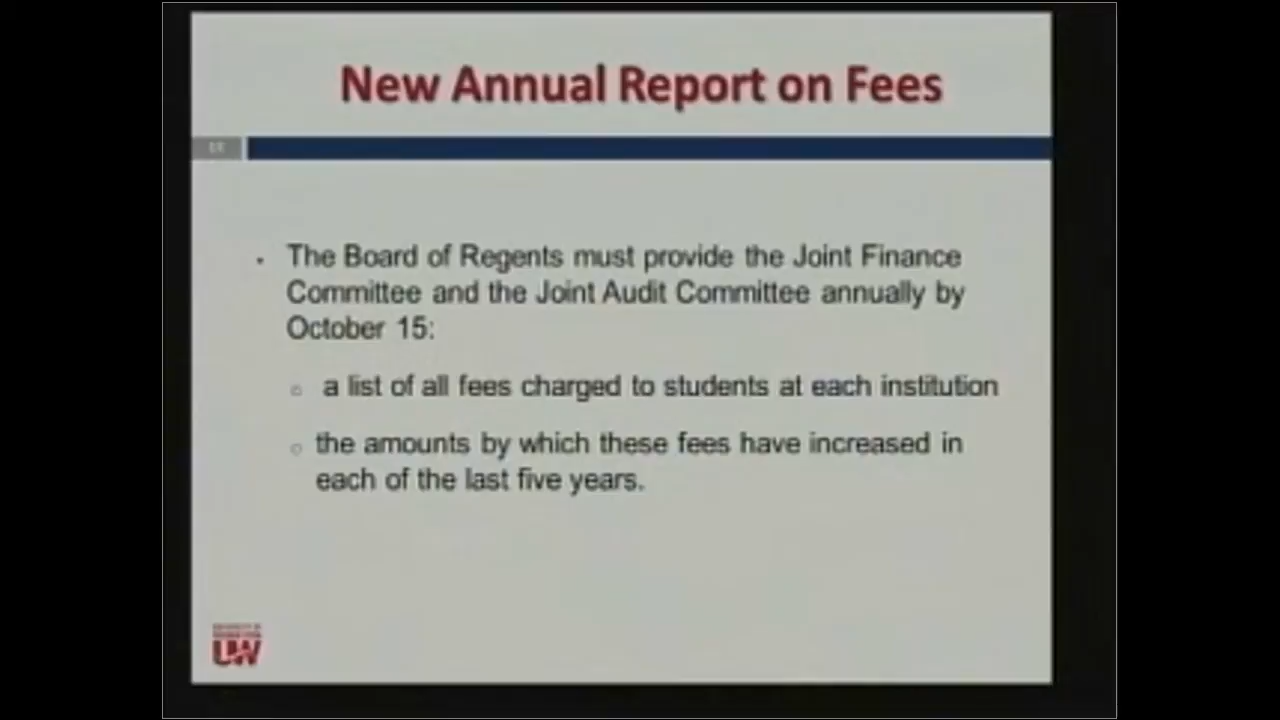 New Annual Report on Fees
• The Board of Regents must provide the Joint Finance
Committee and the Joint Audit Committee annually by
October 15:
o a list of all fees charged to students at each institution
o the amounts by which these fees have increased in
each of the last five years.
UW